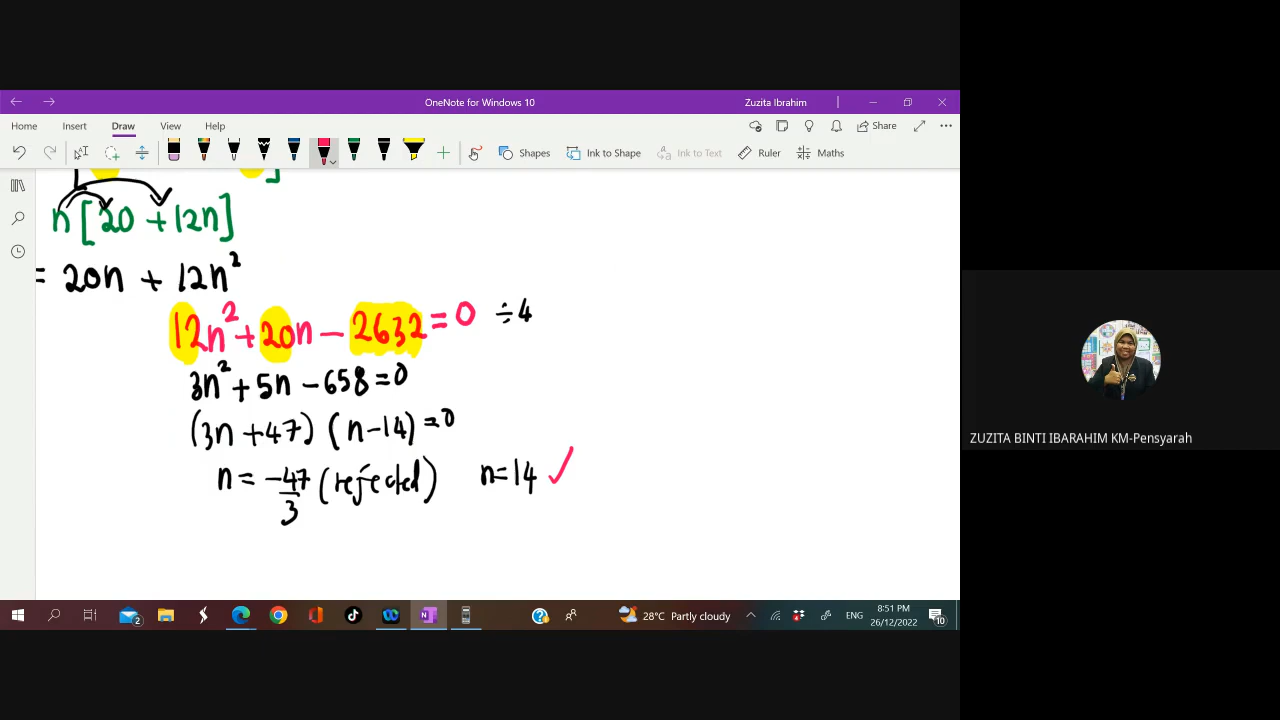 OneNote for Windows 10
Zuzita Ibrahim
Home Insert Draw View Help
Share
Shapes Ink to Shape Ink to Text Ruler Maths
n[20 + 12n]
= 20n + 12n²
12n² + 20n - 2632 = 0 ÷ 4
3n² + 5n - 658 = 0
(3n + 47) (n - 14) = 0
n = -47/3 (rejected) n = 14 ✓
ZUZITA BINTI IBARAHIM KM-Pensyarah
2
28°C Partly cloudy
ENG
8:51 PM
26/12/2022
10